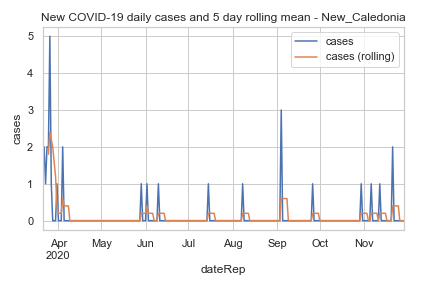 New COVID-19 daily cases and 5 day rolling mean - New_Caledonia
cases
cases (rolling)
cases
5
4
3
2
1
0
Apr May Jun Jul Aug Sep Oct Nov
2020
dateRep